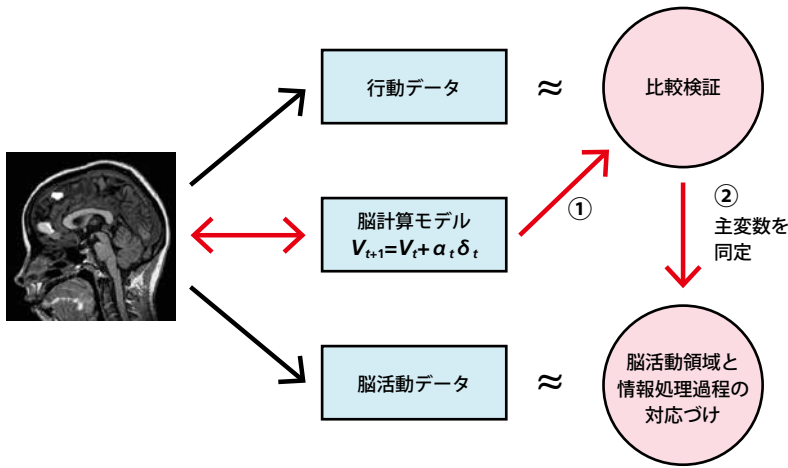 行動データ
≈
比較検証
脳計算モデル
Vt+1=Vt+αtδt
①
②
主変数を
同定
脳活動データ
≈
脳活動領域と
情報処理過程の
対応づけ